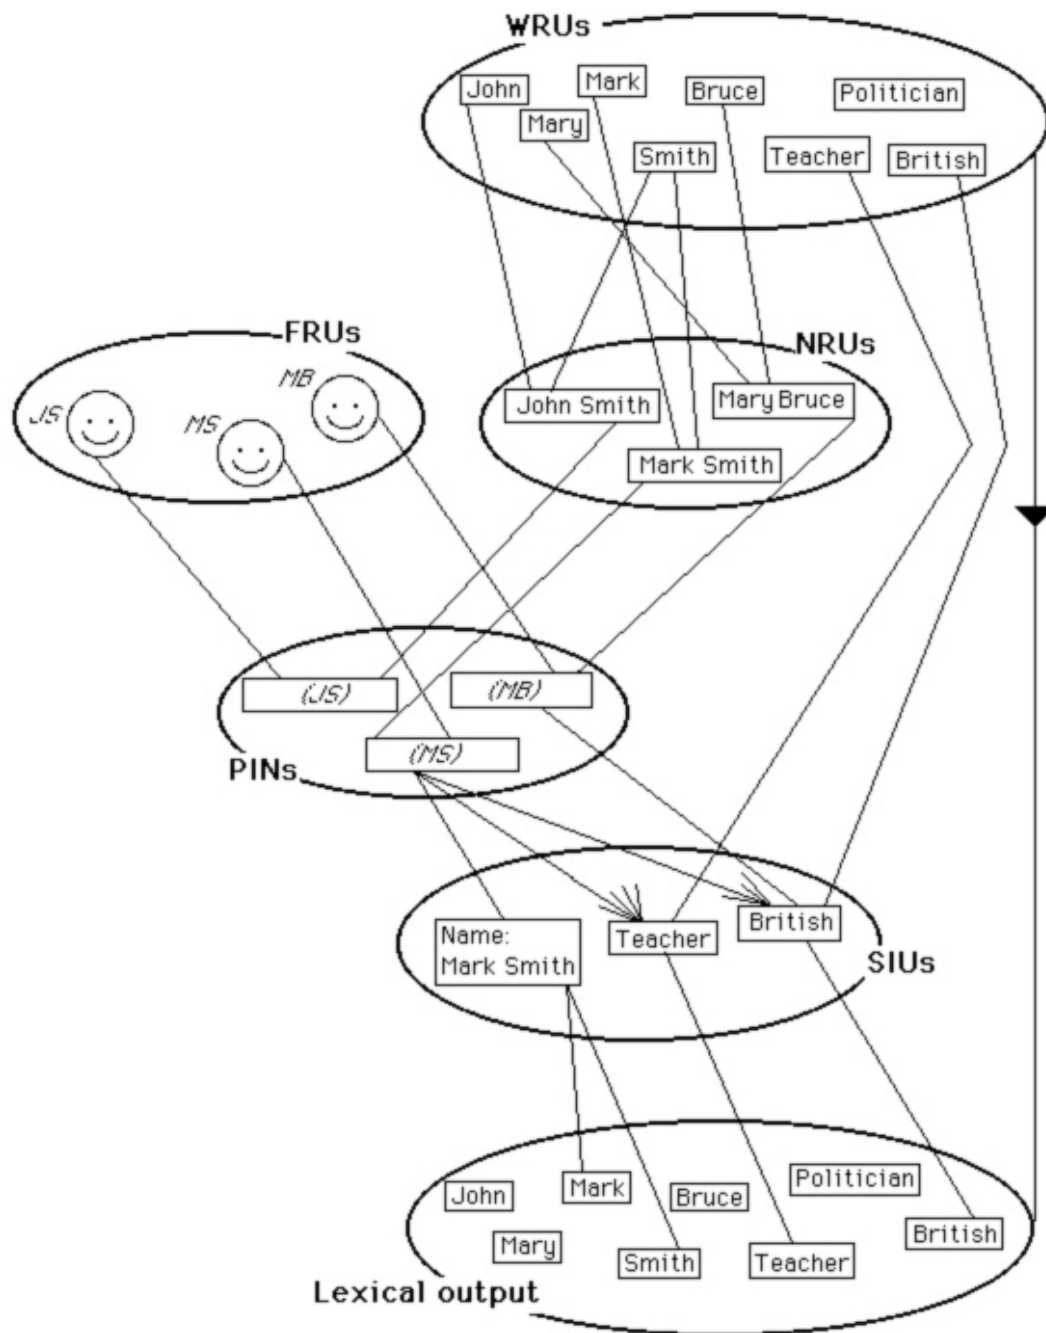 WRUs
John
Mark
Bruce
Politician
Mary
Smith
Teacher
British
FRUs
NRUs
JS
MS
MB
John Smith
Mary Bruce
Mark Smith
(JS)
(MB)
(MS)
PINs
Name:
Mark Smith
Teacher
British
SIUs
John
Mark
Bruce
Politician
Mary
Smith
Teacher
British
Lexical output